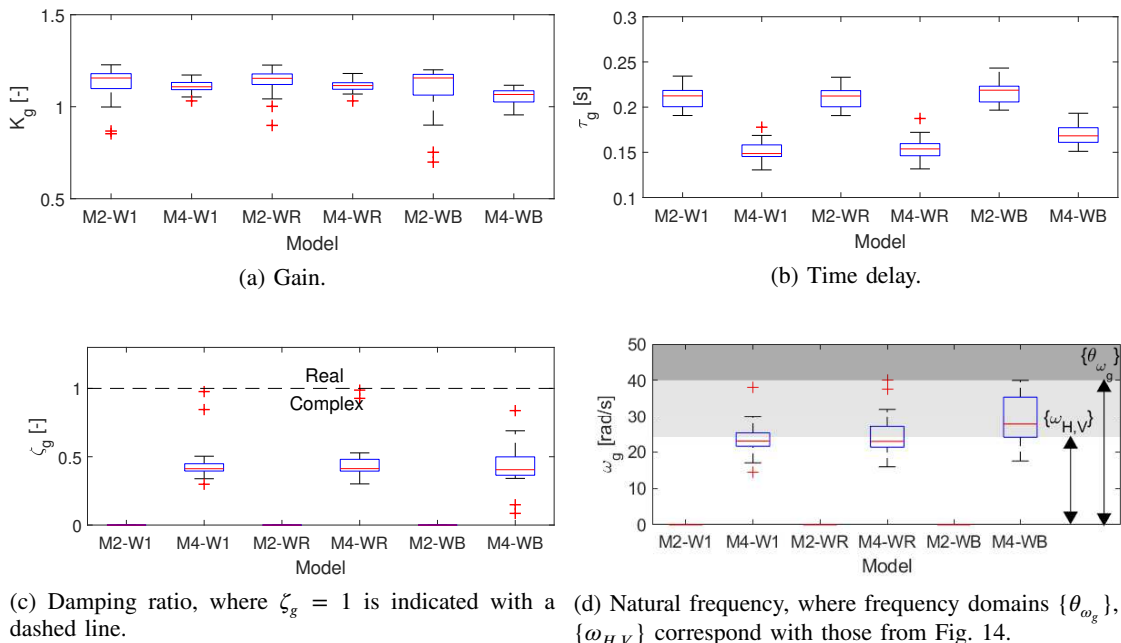 K_g [-]
1.5
1
0.5
M2-W1 M4-W1 M2-WR M4-WR M2-WB M4-WB
Model
(a) Gain.
τ_g [s]
0.3
0.25
0.2
0.15
0.1
M2-W1 M4-W1 M2-WR M4-WR M2-WB M4-WB
Model
(b) Time delay.
ζ_g [-]
1
0.5
0
Real
Complex
M2-W1 M4-W1 M2-WR M4-WR M2-WB M4-WB
Model
(c) Damping ratio, where ζ_g = 1 is indicated with a
dashed line.
ω_g [rad/s]
50
40
30
20
10
0
{θ_ω_g}
{ω_H,V}
M2-W1 M4-W1 M2-WR M4-WR M2-WB M4-WB
Model
(d) Natural frequency, where frequency domains {θ_ω_g},
{ω_H,V} correspond with those from Fig. 14.